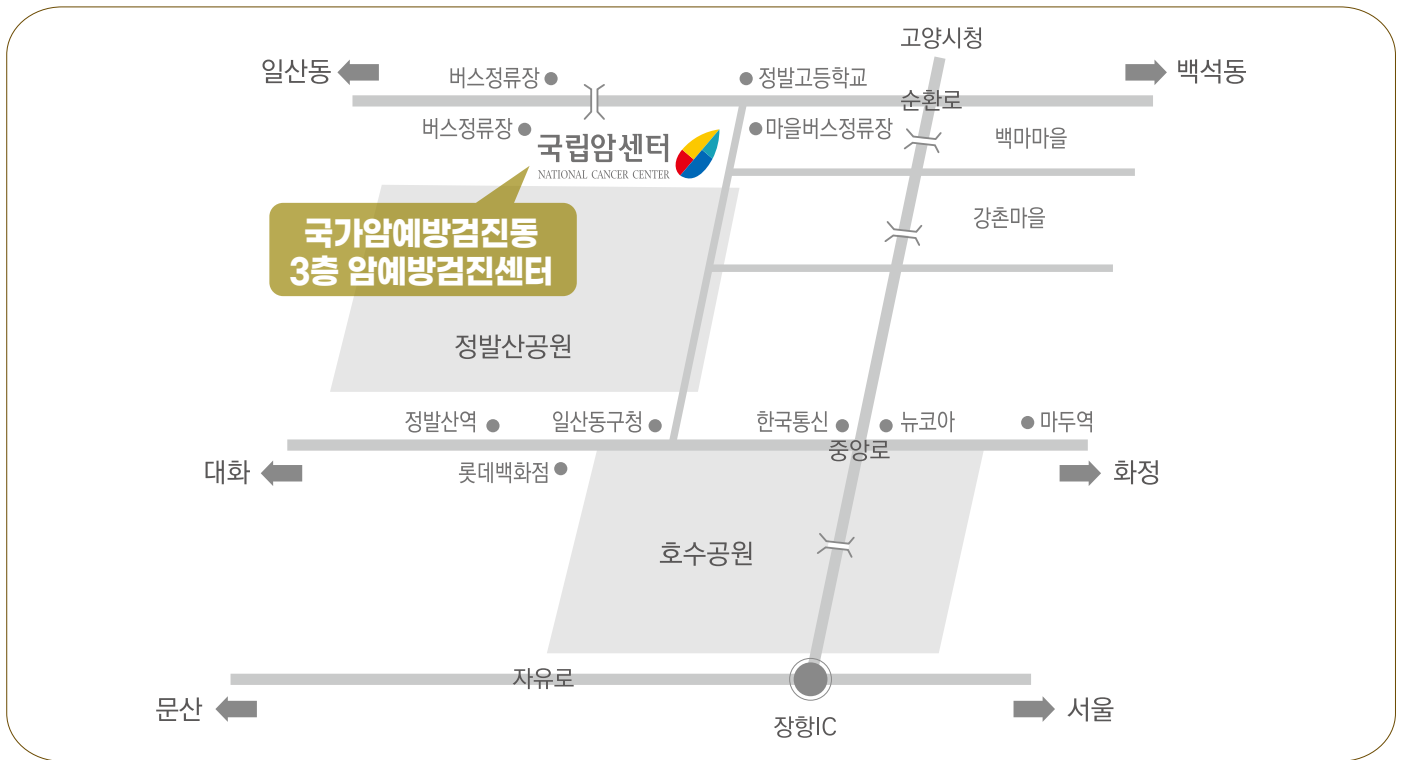 고양시청
일산동
버스정류장
정발고등학교
백석동
순환로
버스정류장
마을버스정류장
백마마을
국립암센터
NATIONAL CANCER CENTER
강촌마을
국가암예방검진동
3층 암예방검진센터
정발산공원
정발산역
일산동구청
한국통신
뉴코아
마두역
중앙로
대화
롯데백화점
화정
호수공원
자유로
문산
서울
장항IC